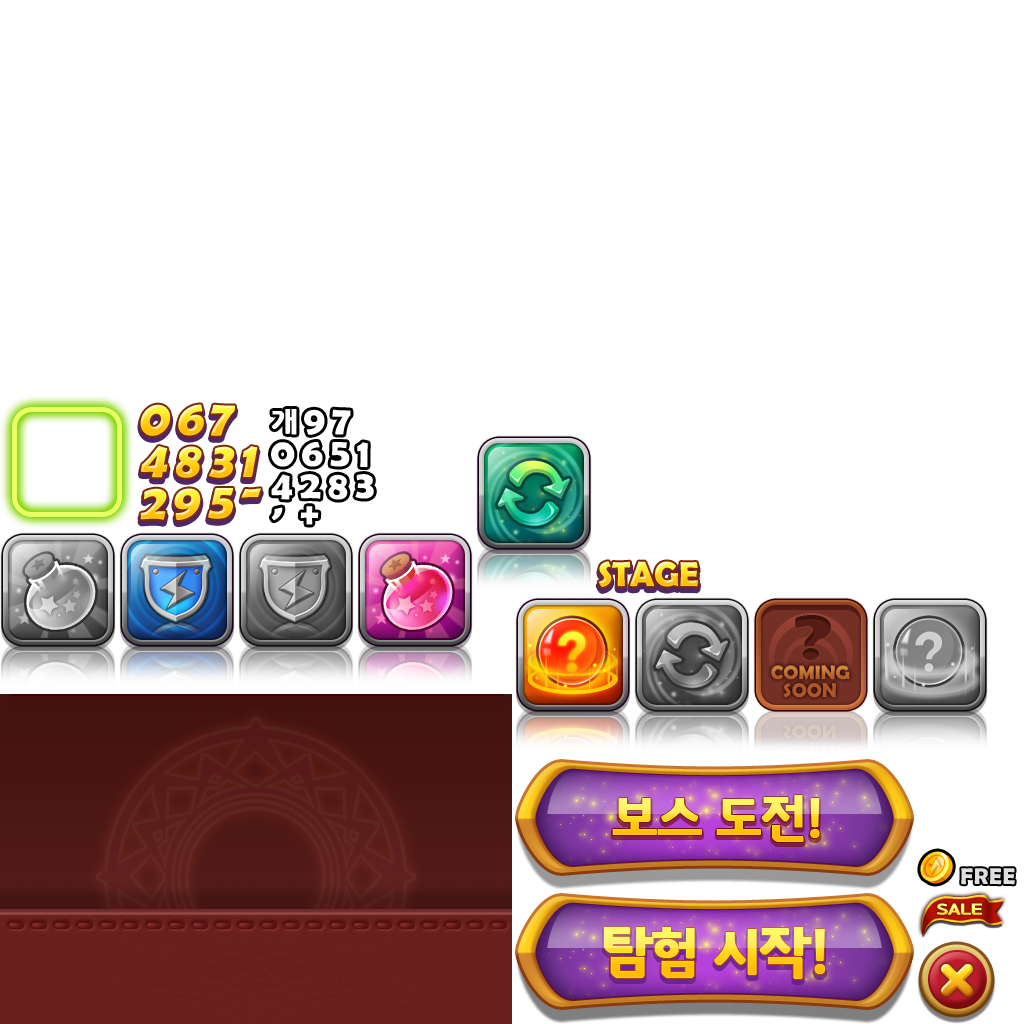 067
4831
295-
개97
0651
4283
, +
STAGE
?
?
?
COMING
SOON
보스 도전!
탐험 시작!
FREE
SALE